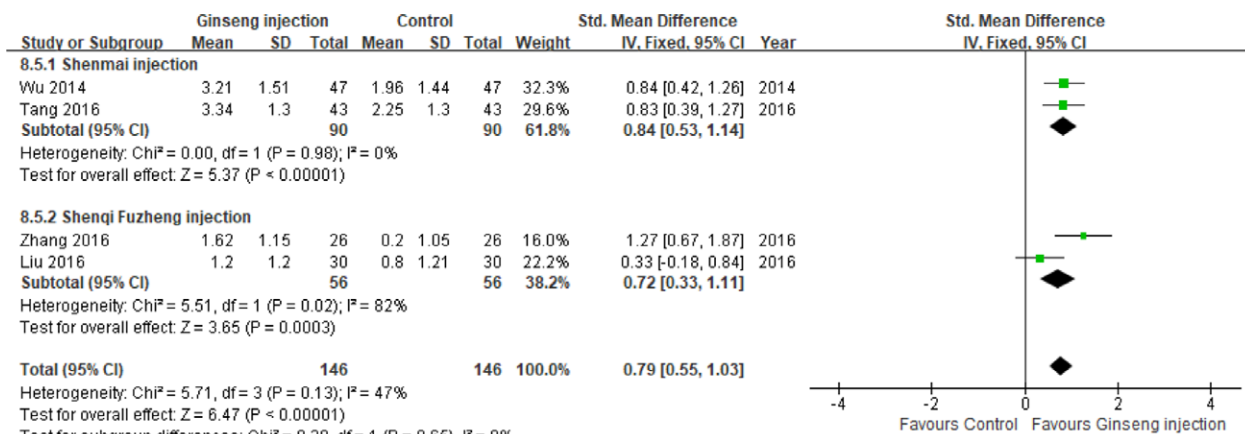 Ginseng injection Control Std. Mean Difference Std. Mean Difference
Study or Subgroup Mean SD Total Mean SD Total Weight IV, Fixed, 95% CI Year IV, Fixed, 95% CI
8.5.1 Shenmai injection
Wu 2014 3.21 1.51 47 1.96 1.44 47 32.3% 0.84 [0.42, 1.26] 2014
Tang 2016 3.34 1.3 43 2.25 1.3 43 29.6% 0.83 [0.39, 1.27] 2016
Subtotal (95% CI) 90 90 61.8% 0.84 [0.53, 1.14]
Heterogeneity: Chi² = 0.00, df = 1 (P = 0.98); I² = 0%
Test for overall effect: Z = 5.37 (P < 0.00001)
8.5.2 Shenqi Fuzheng injection
Zhang 2016 1.62 1.15 26 0.2 1.05 26 16.0% 1.27 [0.67, 1.87] 2016
Liu 2016 1.2 1.2 30 0.8 1.21 30 22.2% 0.33 [-0.18, 0.84] 2016
Subtotal (95% CI) 56 56 38.2% 0.72 [0.33, 1.11]
Heterogeneity: Chi² = 5.51, df = 1 (P = 0.02); I² = 82%
Test for overall effect: Z = 3.65 (P = 0.0003)
Total (95% CI) 146 146 100.0% 0.79 [0.55, 1.03]
Heterogeneity: Chi² = 5.71, df = 3 (P = 0.13); I² = 47%
Test for overall effect: Z = 6.47 (P < 0.00001)
-4 -2 0 2 4
Favours Control Favours Ginseng injection